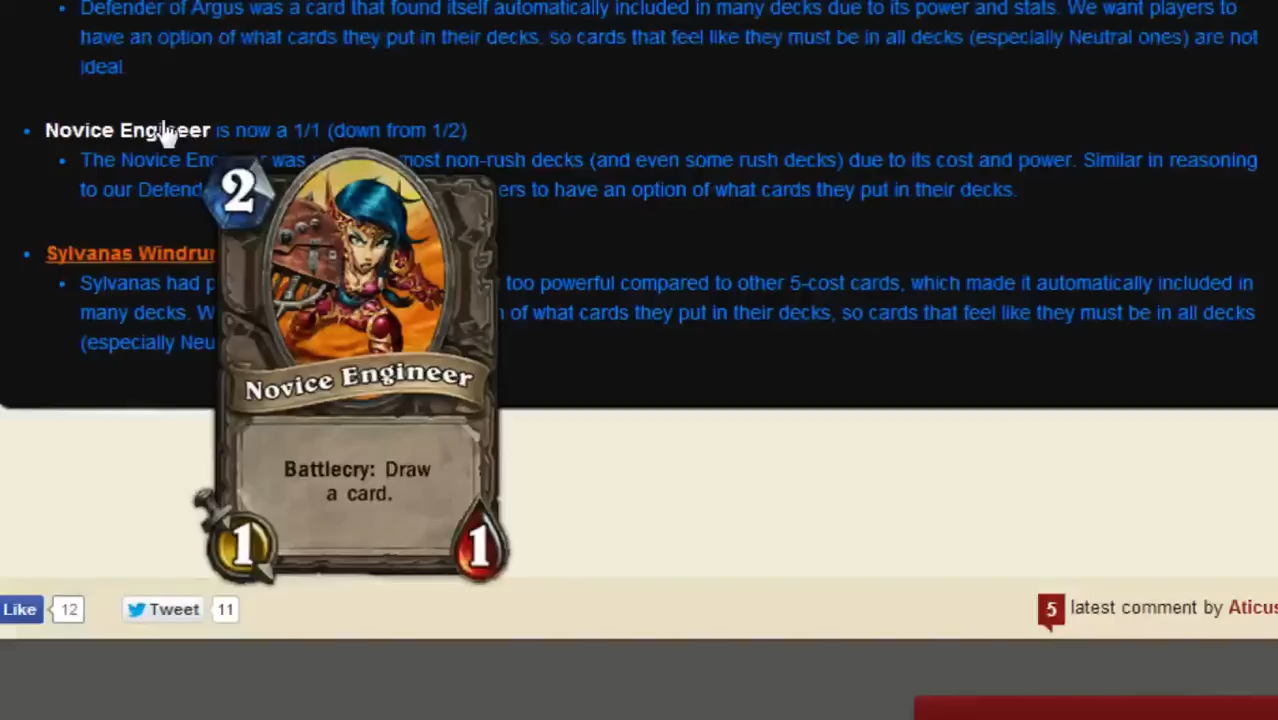 Defender of Argus was a card that found itself automatically included in many decks due to its power and stats. We want players to
have an option of what cards they put in their decks, so cards that feel like they must be in all decks (especially Neutral ones) are not
ideal.
Novice Engineer is now a 1/1 (down from 1/2)
The Novice was most non-rush decks (and even some rush decks) due to its cost and power. Similar in reasoning
to our to have an option of what cards they put in their decks.
Sylvanas
Sylvanas had too powerful compared to other 5-cost cards, which made it automatically included in
many decks. of what cards they put in their decks, so cards that feel like they must be in all decks
(especially
2
Novice Engineer
Battlecry: Draw
a card.
1 1
Like 12 Tweet 11 5 latest comment by